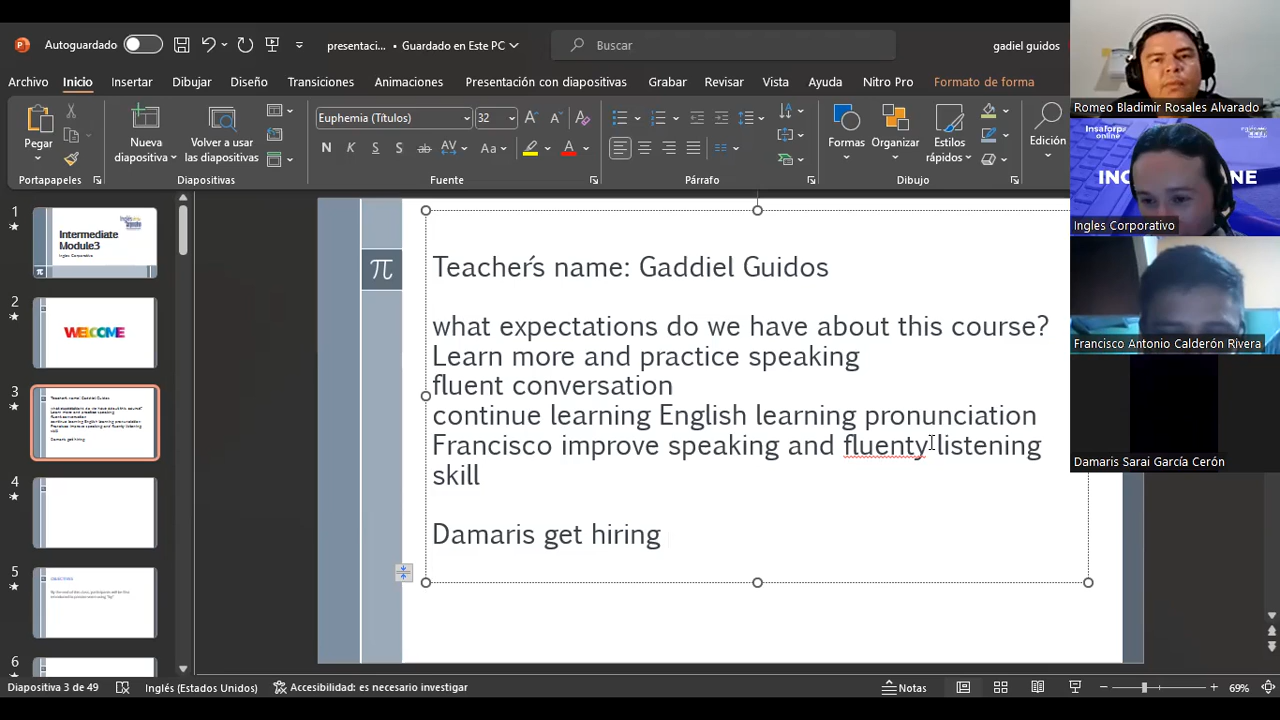 Autoguardado
presentaci... • Guardado en Este PC
Buscar
gadiel guidos
Archivo Inicio Insertar Dibujar Diseño Transiciones Animaciones Presentación con diapositivas Grabar Revisar Vista Ayuda Nitro Pro Formato de forma
Pegar
Portapapeles
Nueva diapositiva
Volver a usar las diapositivas
Diapositivas
Euphemia (Títulos) 32
N K S S ab AV Aa A
Fuente
Párrafo
Formas Organizar Estilos rápidos
Dibujo
Edición
1
Intermediate
Module3
Ingles Corporativo
2
WELCOME
3
4
5
OBJECTIVES
6
π
Teacher´s name: Gaddiel Guidos
what expectations do we have about this course?
Learn more and practice speaking
fluent conversation
continue learning English learning pronunciation
Francisco improve speaking and fluenty listening
skill
Damaris get hiring
Romeo Bladimir Rosales Alvarado
Insaforp online
Ingles Corporativo
Francisco Antonio Calderón Rivera
Damaris Sarai García Cerón
Diapositiva 3 de 49 Inglés (Estados Unidos) Accesibilidad: es necesario investigar Notas 69%